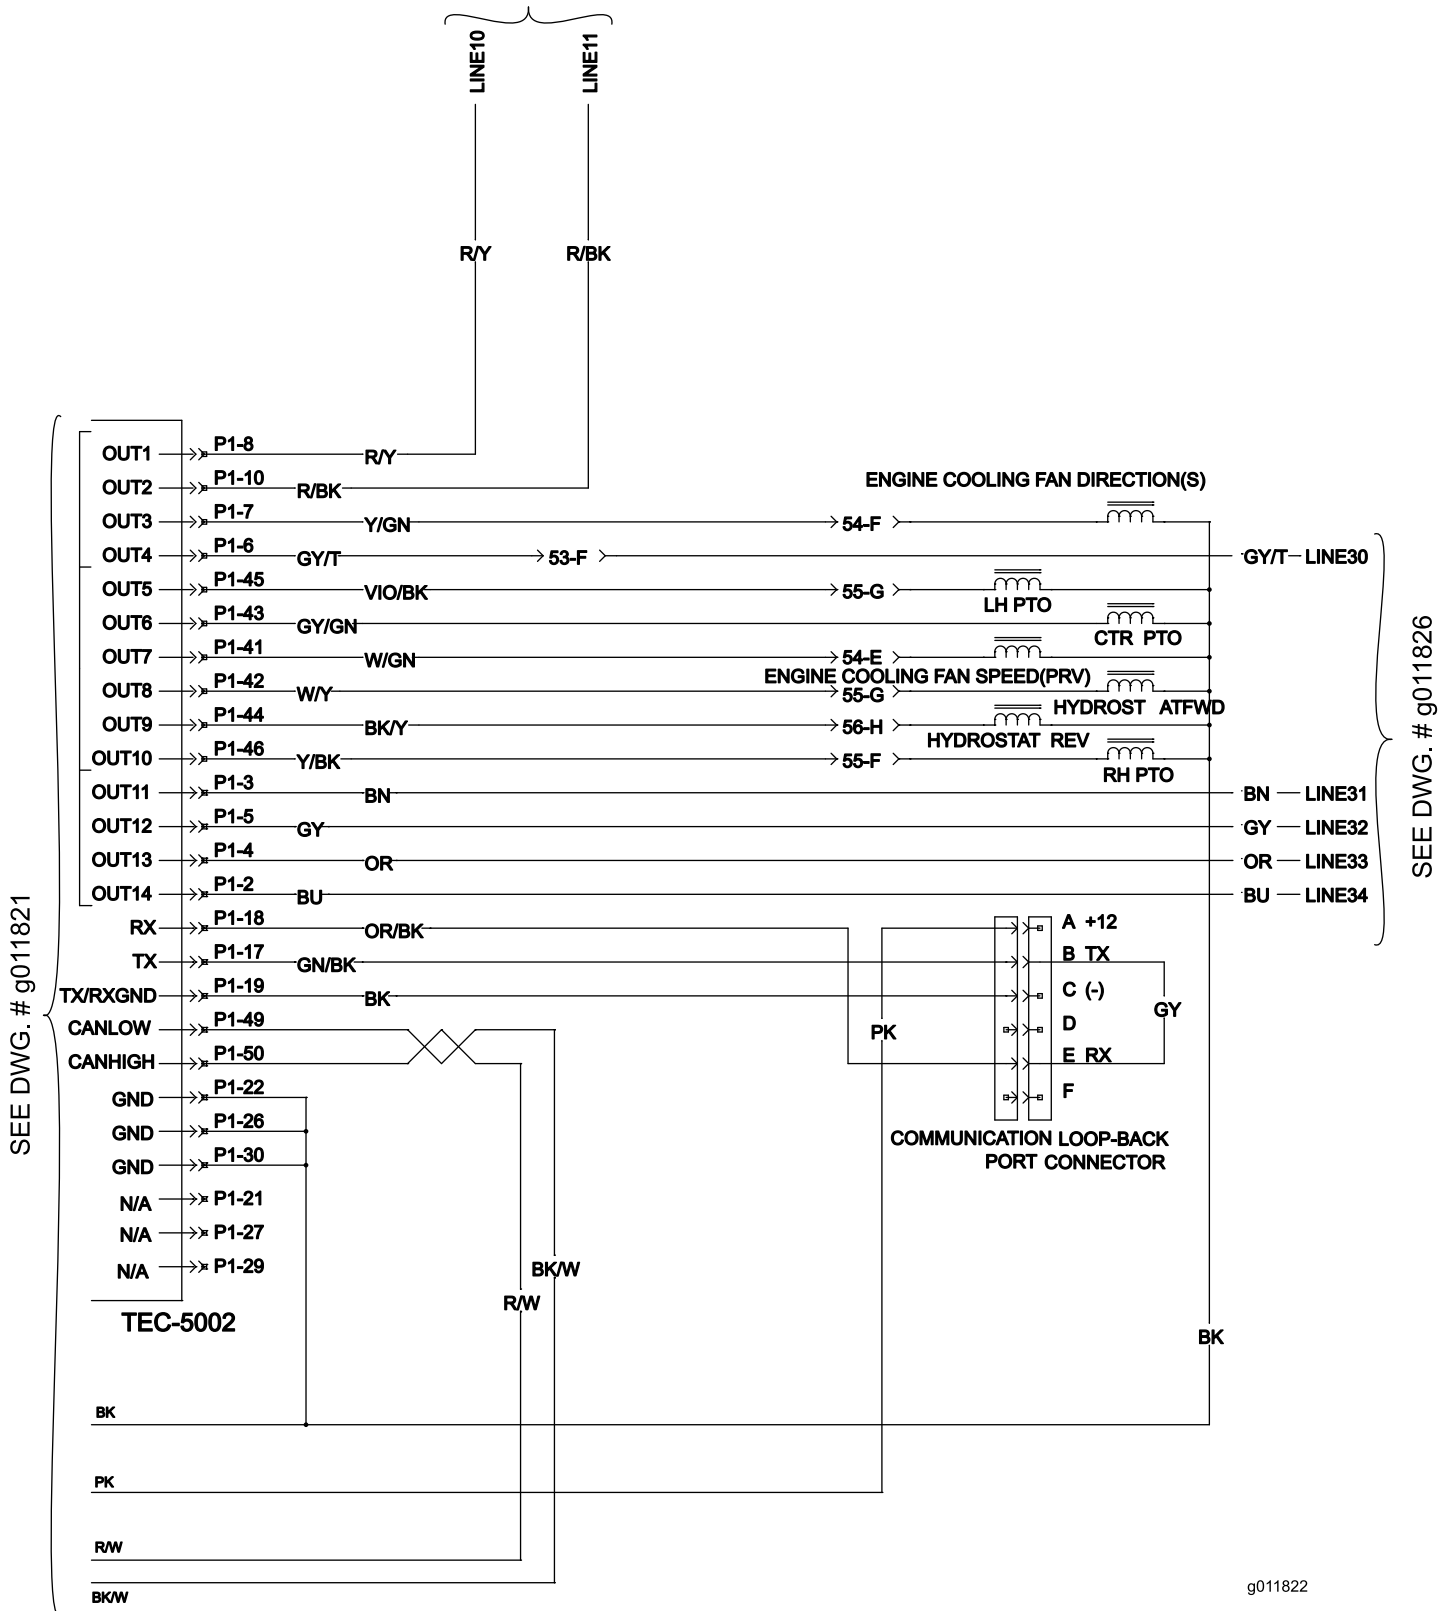 LINE10
LINE11
R/Y
R/BK
SEE DWG. # g011821
OUT1 P1-8 R/Y
OUT2 P1-10 R/BK
ENGINE COOLING FAN DIRECTION(S)
OUT3 P1-7 Y/GN 54-F
OUT4 P1-6 GY/T 53-F GY/T LINE30
OUT5 P1-45 VIO/BK 55-G
LH PTO
OUT6 P1-43 GY/GN
CTR PTO
OUT7 P1-41 W/GN 54-E
ENGINE COOLING FAN SPEED(PRV)
OUT8 P1-42 W/Y 55-G
HYDROST ATFWD
OUT9 P1-44 BK/Y 56-H
HYDROSTAT REV
OUT10 P1-46 Y/BK 55-F
RH PTO
OUT11 P1-3 BN BN LINE31
OUT12 P1-5 GY GY LINE32
OUT13 P1-4 OR OR LINE33
OUT14 P1-2 BU BU LINE34
SEE DWG. # g011826
RX P1-18 OR/BK A +12
TX P1-17 GN/BK B TX
TX/RXGND P1-19 BK C (-)
GY
CANLOW P1-49 PK D
CANHIGH P1-50 E RX
GND P1-22 F
GND P1-26
COMMUNICATION LOOP-BACK
PORT CONNECTOR
GND P1-30
N/A P1-21
N/A P1-27
N/A P1-29
BK/W
R/W
TEC-5002
BK
BK
PK
R/W
BK/W
g011822